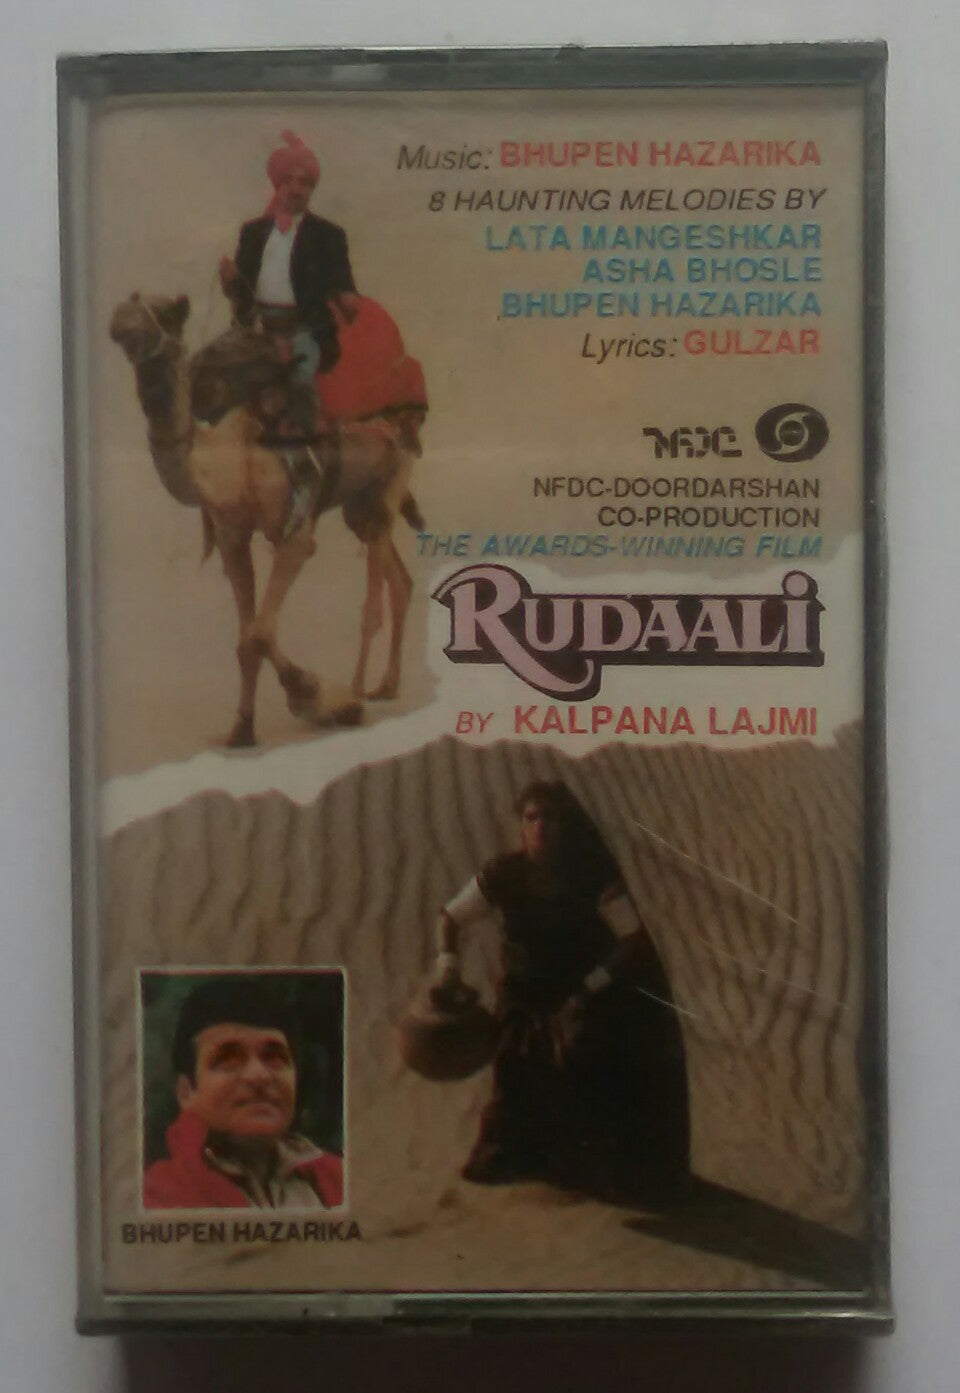 Music: BHUPEN HAZARIKA
8 HAUNTING MELODIES BY
LATA MANGESHKAR
ASHA BHOSLE
BHUPEN HAZARIKA
Lyrics: GULZAR
NFDC
NFDC-DOORDARSHAN
CO-PRODUCTION
THE AWARDS-WINNING FILM
RUDAALI
BY KALPANA LAJMI
BHUPEN HAZARIKA